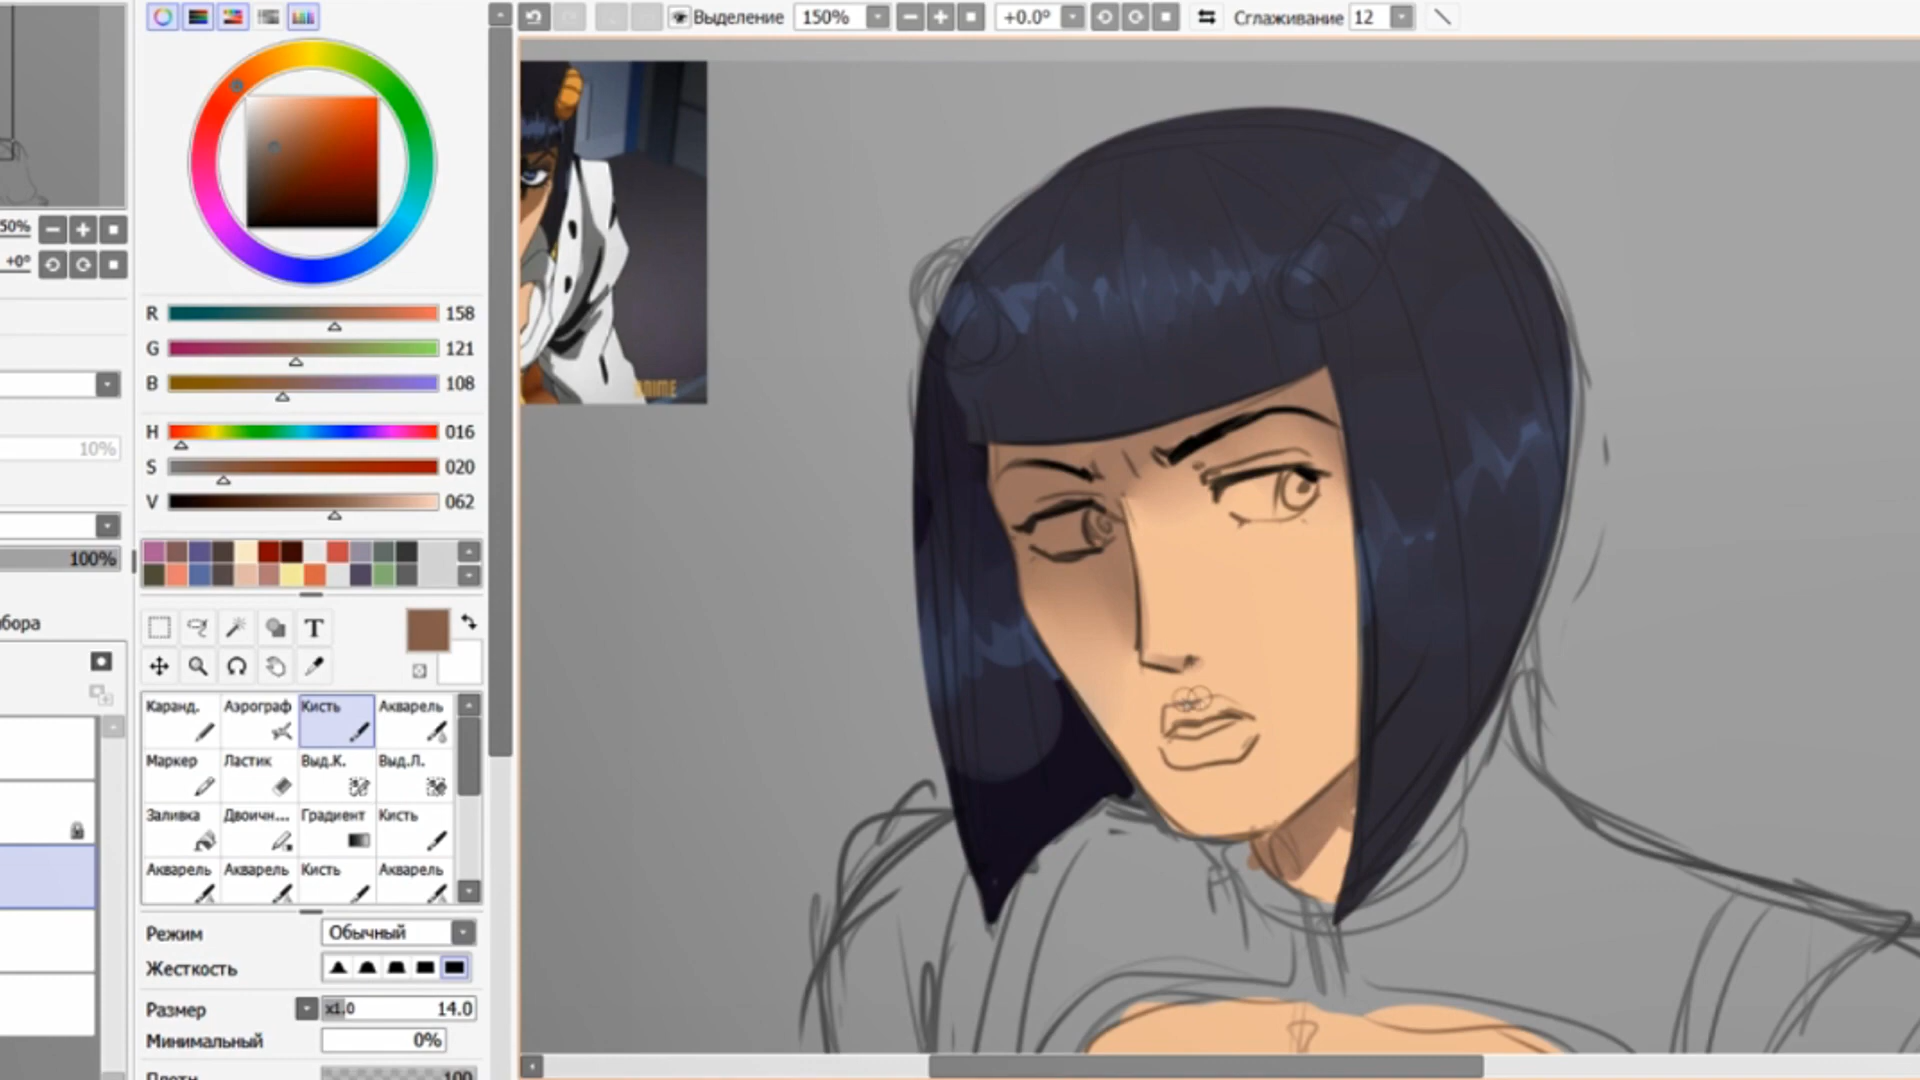 Выделение 150% +0.0° Сглаживание 12
50%
+0°
R 158
G 121
B 108
H 016
S 020
V 062
10%
100%
T
Каранд. Аэрограф Кисть Акварель
Маркер Ластик Выд.К. Выд.Л.
Заливка Двоичн... Градиент Кисть
Акварель Акварель Кисть Акварель
Режим Обычный
Жесткость
Размер x1.0 14.0
Минимальный 0%
100
ANIME